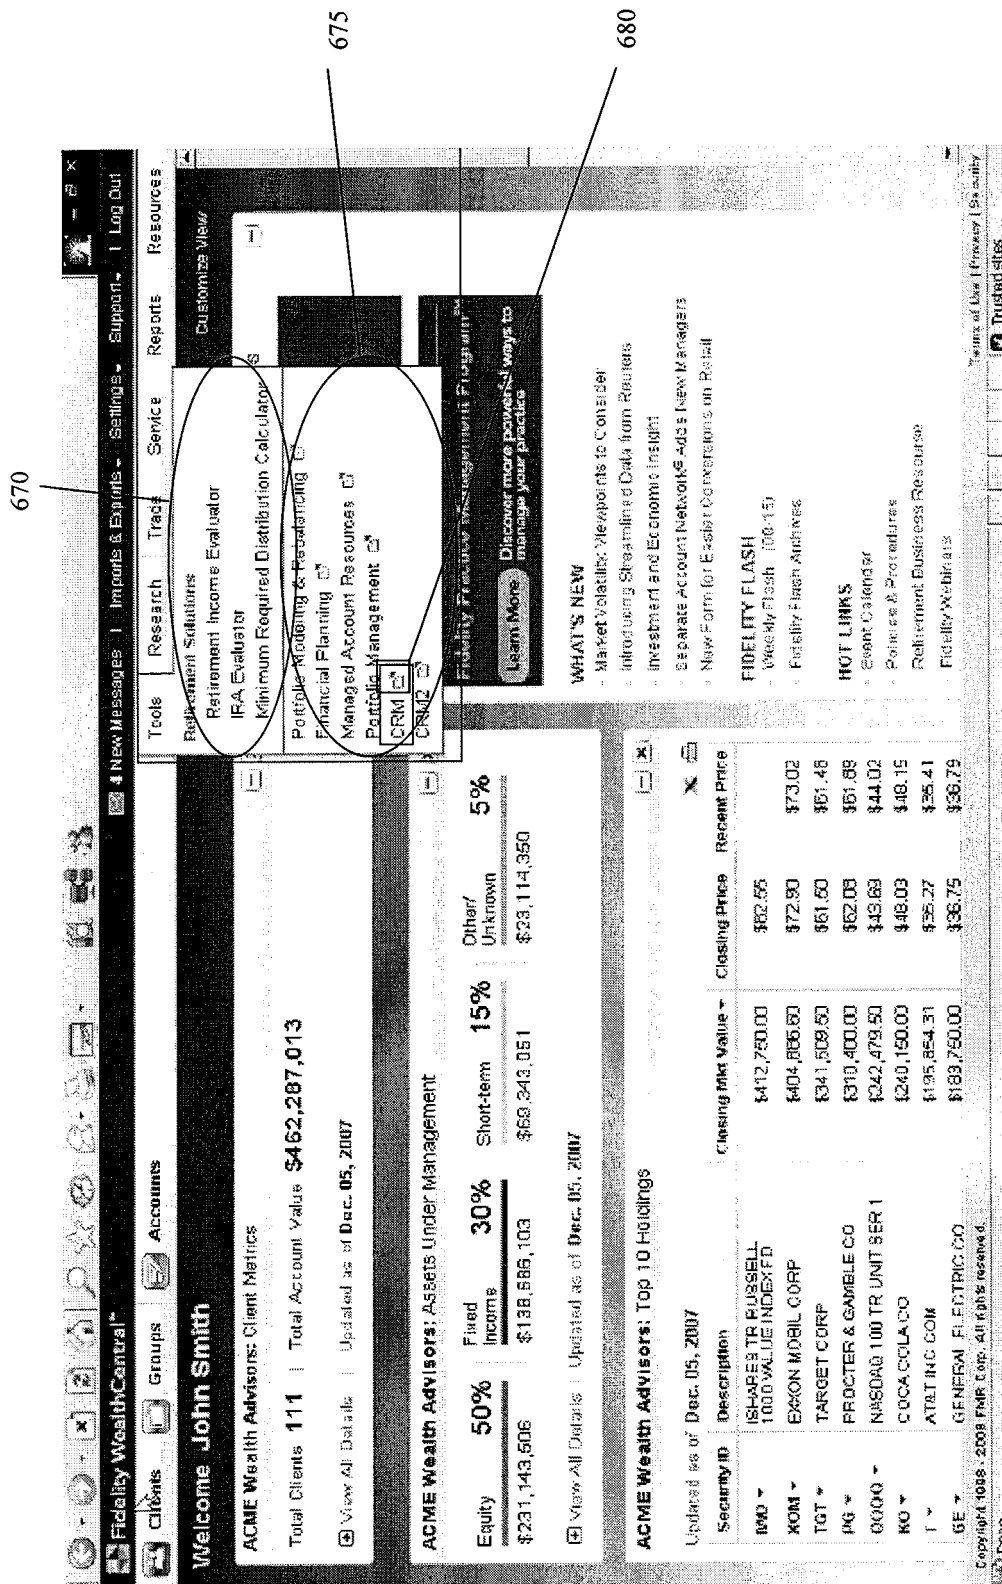 670
675
680
Fidelity WealthCentral℠
4 New Messages | Imports & Exports | Settings | Support | Log Out
Clients Groups Accounts
Tools Research Trade Service Reports Resources
Welcome John Smith
Customize View
Retirement Solutions
Retirement Income Evaluator
IRA Evaluator
Minimum Required Distribution Calculator
Portfolio Modeling & Rebalancing
Financial Planning
Managed Account Resources
Portfolio Management
CRM
CRM2
ACME Wealth Advisors: Client Metrics
Total Clients 111 | Total Account Value $462,287,013
View All Details | Updated as of Dec. 05, 2007
ACME Wealth Advisors: Assets Under Management
Equity 50%
$231,143,506
Fixed Income 30%
$138,686,103
Short-term 15%
$69,343,051
Other/Unknown 5%
$23,114,350
View All Details | Updated as of Dec. 05, 2007
ACME Wealth Advisors: Top 10 Holdings
Updated as of Dec. 05, 2007
Security ID Description Closing Mkt Value Closing Price Recent Price
IWD ISHARES TR RUSSELL 1000 VALUE INDEX FD $412,750.00 $82.55
XOM EXXON MOBIL CORP $404,886.60 $72.90 $73.02
TGT TARGET CORP $341,509.50 $61.50 $61.48
PG PROCTER & GAMBLE CO $310,400.00 $62.08 $61.89
QQQQ NASDAQ 100 TR UNIT SER 1 $242,479.50 $43.69 $44.02
KO COCA COLA CO $240,150.00 $48.03 $48.15
T AT&T INC COM $195,854.31 $35.27 $35.41
GE GENERAL ELECTRIC CO $183,750.00 $36.75 $36.79
Fidelity Practice Management Program
Learn More
Discover more powerful ways to manage your practice
WHAT'S NEW
Market Volatility: Viewpoints to Consider
Introducing Streamlined Data from Reuters
Investment and Economic Insight
Separate Account Network® Adds New Managers
New Form for Easier Conversions on Retail
FIDELITY FLASH
Weekly Flash
Fidelity Flash Archives
HOT LINKS
Event Calendar
Policies & Procedures
Retirement Business Resource
Fidelity Webinars
Copyright 1998 - 2008 FMR Corp. All rights reserved.
Terms of Use | Privacy | Security
Done
Trusted sites